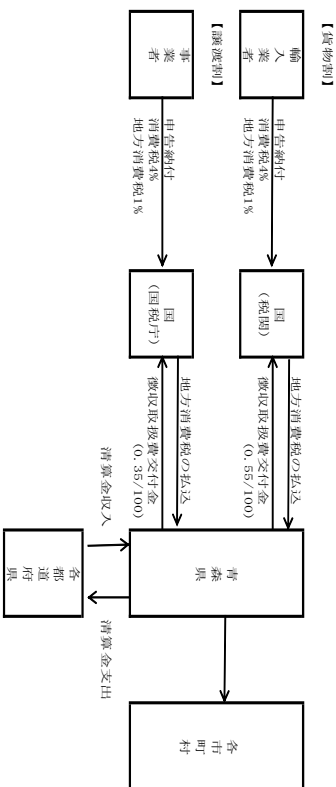 【貨物割】
輸入業者
申告納付
消費税4%
地方消費税1%
国
(税関)
地方消費税の払込
徴収取扱費交付金
(0.55/100)
【譲渡割】
事業者
申告納付
消費税4%
地方消費税1%
国
(国税庁)
地方消費税の払込
徴収取扱費交付金
(0.35/100)
青森県
各市町村
清算金収入
清算金支出
各都道府県